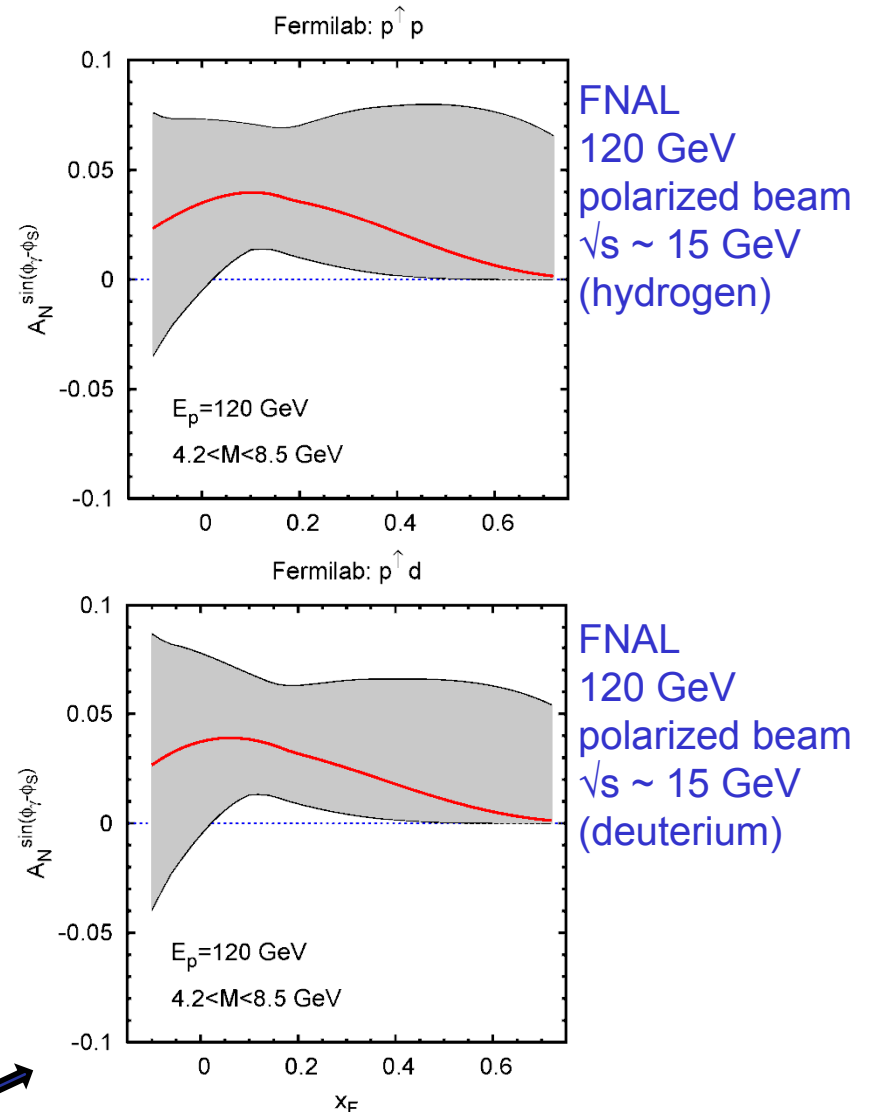 Fermilab: p↑ p
0.1
0.05
0
-0.05
-0.1
A_N^sin(ϕ_γ-ϕ_S)
E_p=120 GeV
4.2<M<8.5 GeV
0 0.2 0.4 0.6
FNAL
120 GeV
polarized beam
√s ~ 15 GeV
(hydrogen)
Fermilab: p↑ d
0.1
0.05
0
-0.05
-0.1
A_N^sin(ϕ_γ-ϕ_S)
E_p=120 GeV
4.2<M<8.5 GeV
0 0.2 0.4 0.6
x_F
FNAL
120 GeV
polarized beam
√s ~ 15 GeV
(deuterium)